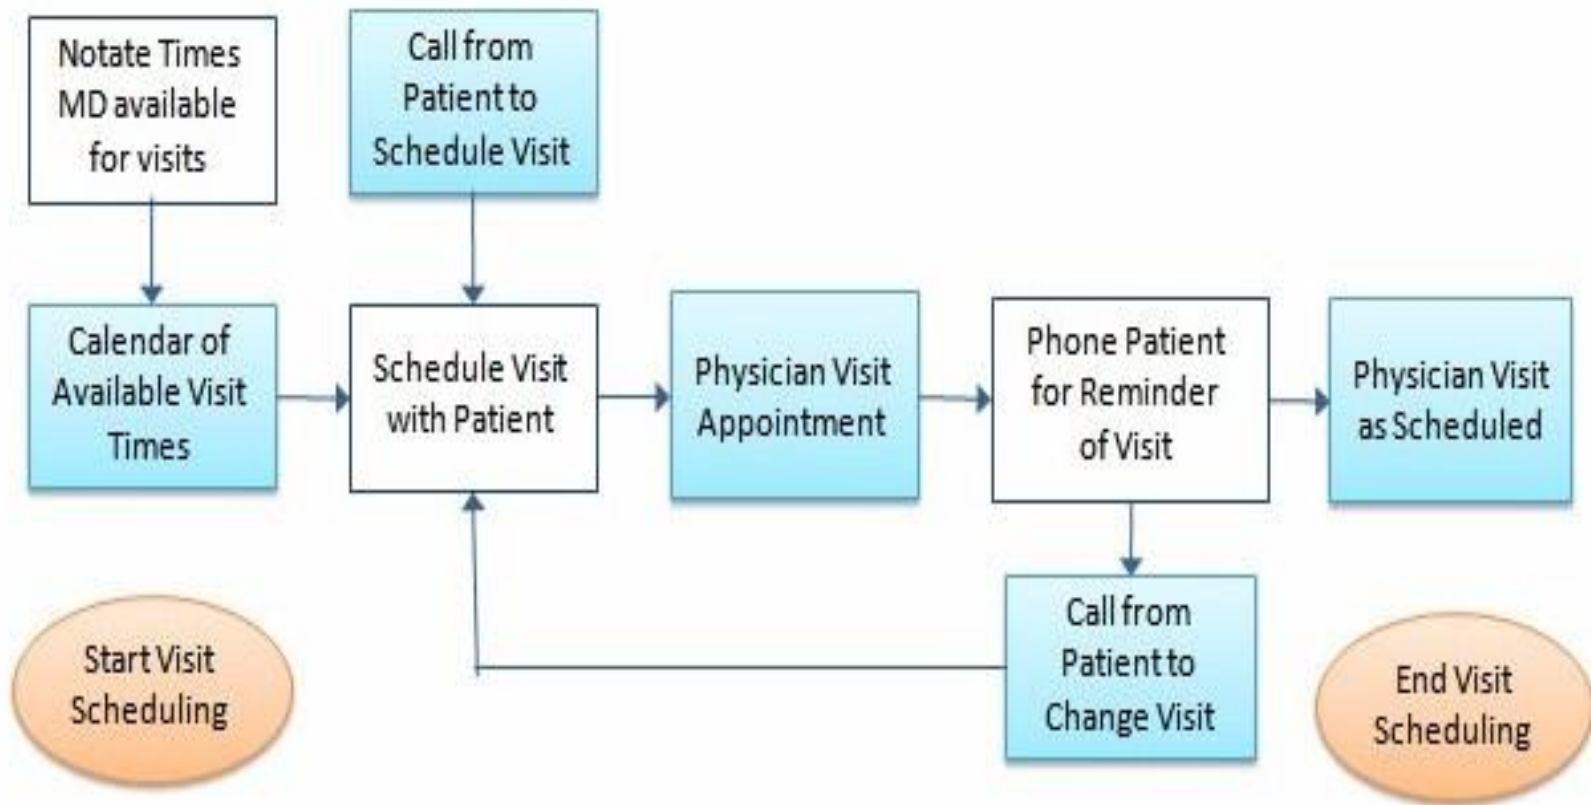 Notate Times
MD available
for visits
Call from
Patient to
Schedule Visit
Calendar of
Available Visit
Times
Schedule Visit
with Patient
Physician Visit
Appointment
Phone Patient
for Reminder
of Visit
Physician Visit
as Scheduled
Start Visit
Scheduling
Call from
Patient to
Change Visit
End Visit
Scheduling